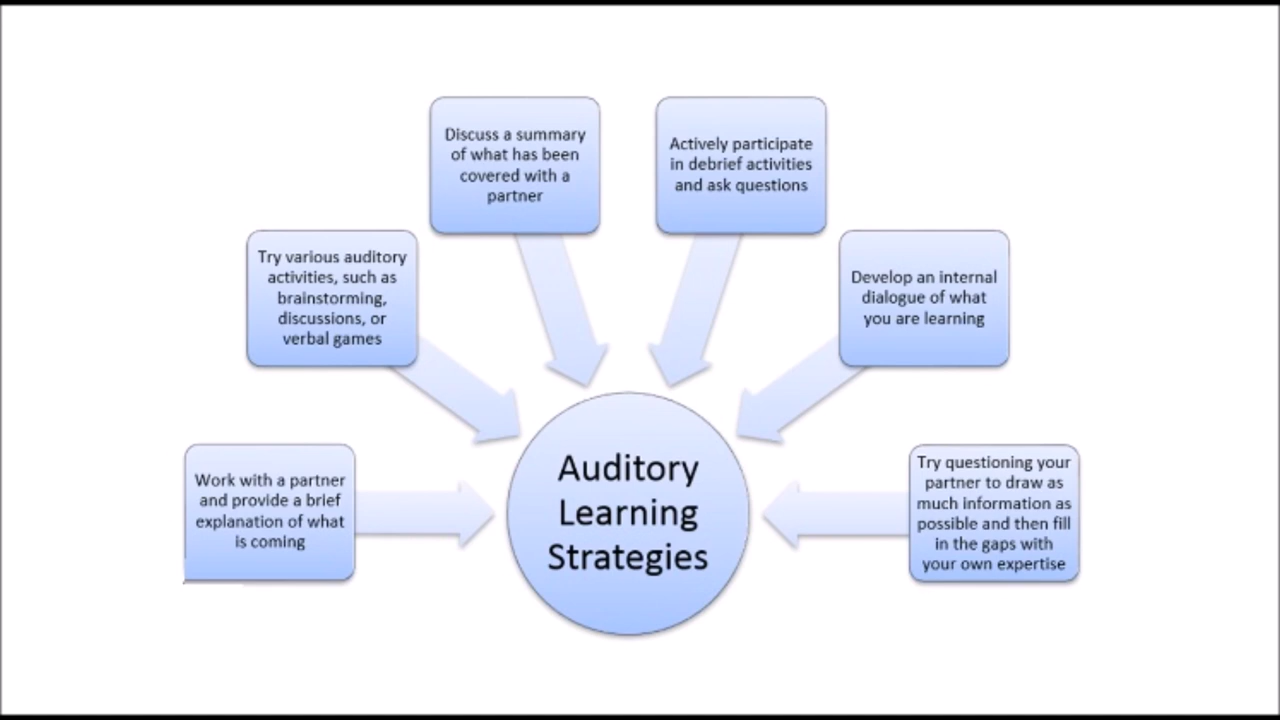 Discuss a summary
of what has been
covered with a
partner
Actively participate
in debrief activities
and ask questions
Try various auditory
activities, such as
brainstorming,
discussions, or
verbal games
Develop an internal
dialogue of what
you are learning
Work with a partner
and provide a brief
explanation of what
is coming
Auditory
Learning
Strategies
Try questioning your
partner to draw as
much information as
possible and then fill
in the gaps with
your own expertise